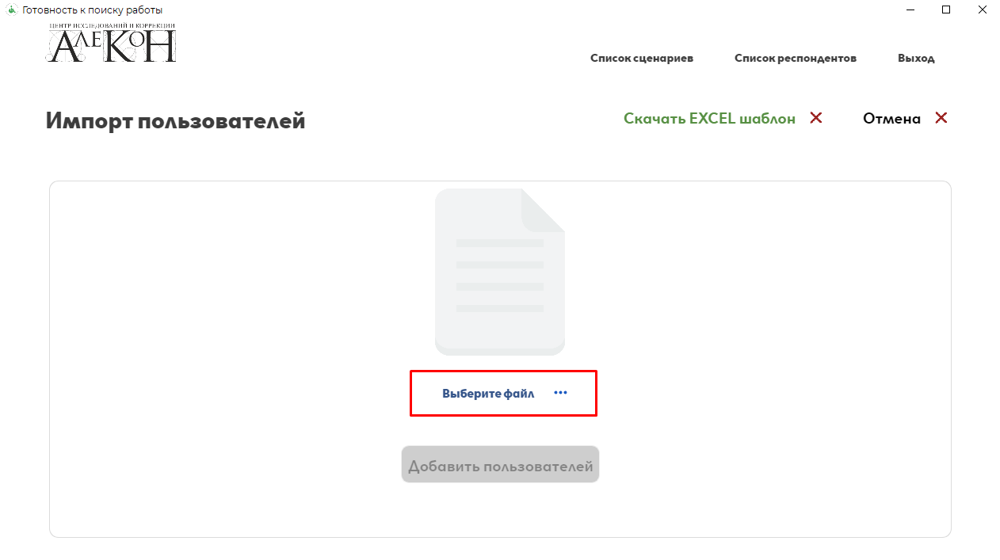 Готовность к поиску работы
ЦЕНТР ИССЛЕДОВАНИЙ И КОРРЕКЦИИ
АЛЕКОН
Список сценариев Список респондентов Выход
Импорт пользователей Скачать EXCEL шаблон Отмена
Выберите файл ...
Добавить пользователей